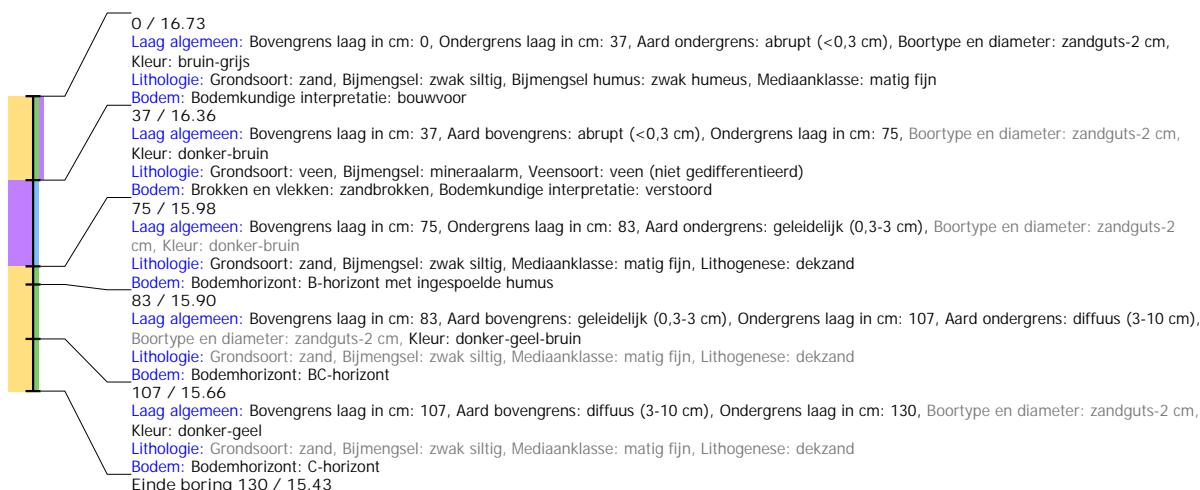 0 / 16.73
Laag algemeen: Bovengrens laag in cm: 0, Ondergrens laag in cm: 37, Aard ondergrens: abrupt (<0,3 cm), Boortype en diameter: zandguts-2 cm,
Kleur: bruin-grijs
Lithologie: Grondsoort: zand, Bijmengsel: zwak siltig, Bijmengsel humus: zwak humeus, Mediaanklasse: matig fijn
Bodem: Bodemkundige interpretatie: bouwvoor
37 / 16.36
Laag algemeen: Bovengrens laag in cm: 37, Aard bovengrens: abrupt (<0,3 cm), Ondergrens laag in cm: 75, Boortype en diameter: zandguts-2 cm,
Kleur: donker-bruin
Lithologie: Grondsoort: veen, Bijmengsel: mineraalarm, Veensoort: veen (niet gedifferentieerd)
Bodem: Brokken en vlekken: zandbrokken, Bodemkundige interpretatie: verstoord
75 / 15.98
Laag algemeen: Bovengrens laag in cm: 75, Ondergrens laag in cm: 83, Aard ondergrens: geleidelijk (0,3-3 cm), Boortype en diameter: zandguts-2
cm, Kleur: donker-bruin
Lithologie: Grondsoort: zand, Bijmengsel: zwak siltig, Mediaanklasse: matig fijn, Lithogenese: dekzand
Bodem: Bodemhorizont: B-horizont met ingespoelde humus
83 / 15.90
Laag algemeen: Bovengrens laag in cm: 83, Aard bovengrens: geleidelijk (0,3-3 cm), Ondergrens laag in cm: 107, Aard ondergrens: diffuus (3-10 cm),
Boortype en diameter: zandguts-2 cm, Kleur: donker-geel-bruin
Lithologie: Grondsoort: zand, Bijmengsel: zwak siltig, Mediaanklasse: matig fijn, Lithogenese: dekzand
Bodem: Bodemhorizont: BC-horizont
107 / 15.66
Laag algemeen: Bovengrens laag in cm: 107, Aard bovengrens: diffuus (3-10 cm), Ondergrens laag in cm: 130, Boortype en diameter: zandguts-2 cm,
Kleur: donker-geel
Lithologie: Grondsoort: zand, Bijmengsel: zwak siltig, Mediaanklasse: matig fijn, Lithogenese: dekzand
Bodem: Bodemhorizont: C-horizont
Einde boring 130 / 15.43